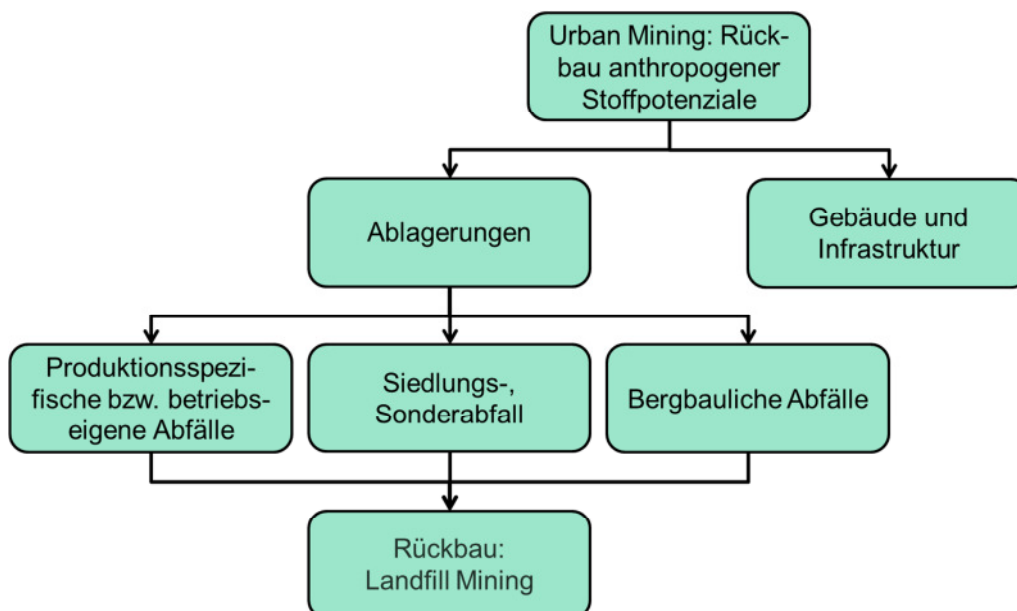 Urban Mining: Rück-
bau anthropogener
Stoffpotenziale
Ablagerungen
Gebäude und
Infrastruktur
Produktionsspezi-
fische bzw. betriebs-
eigene Abfälle
Siedlungs-,
Sonderabfall
Bergbauliche Abfälle
Rückbau:
Landfill Mining